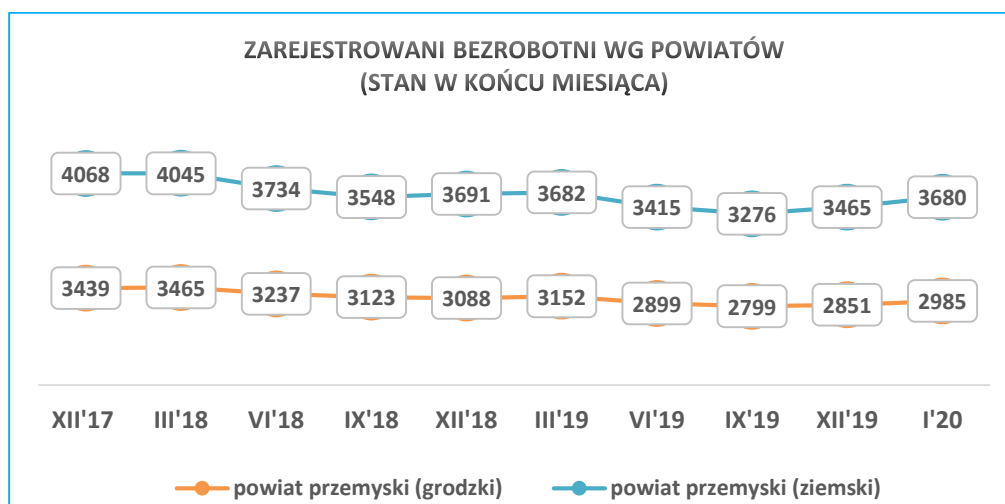 ZAREJESTROWANI BEZROBOTNI WG POWIATÓW
(STAN W KOŃCU MIESIĄCA)
4068 4045 3734 3548 3691 3682 3415 3276 3465 3680
3439 3465 3237 3123 3088 3152 2899 2799 2851 2985
XII'17 III'18 VI'18 IX'18 XII'18 III'19 VI'19 IX'19 XII'19 I'20
powiat przemyski (grodzki) powiat przemyski (ziemski)